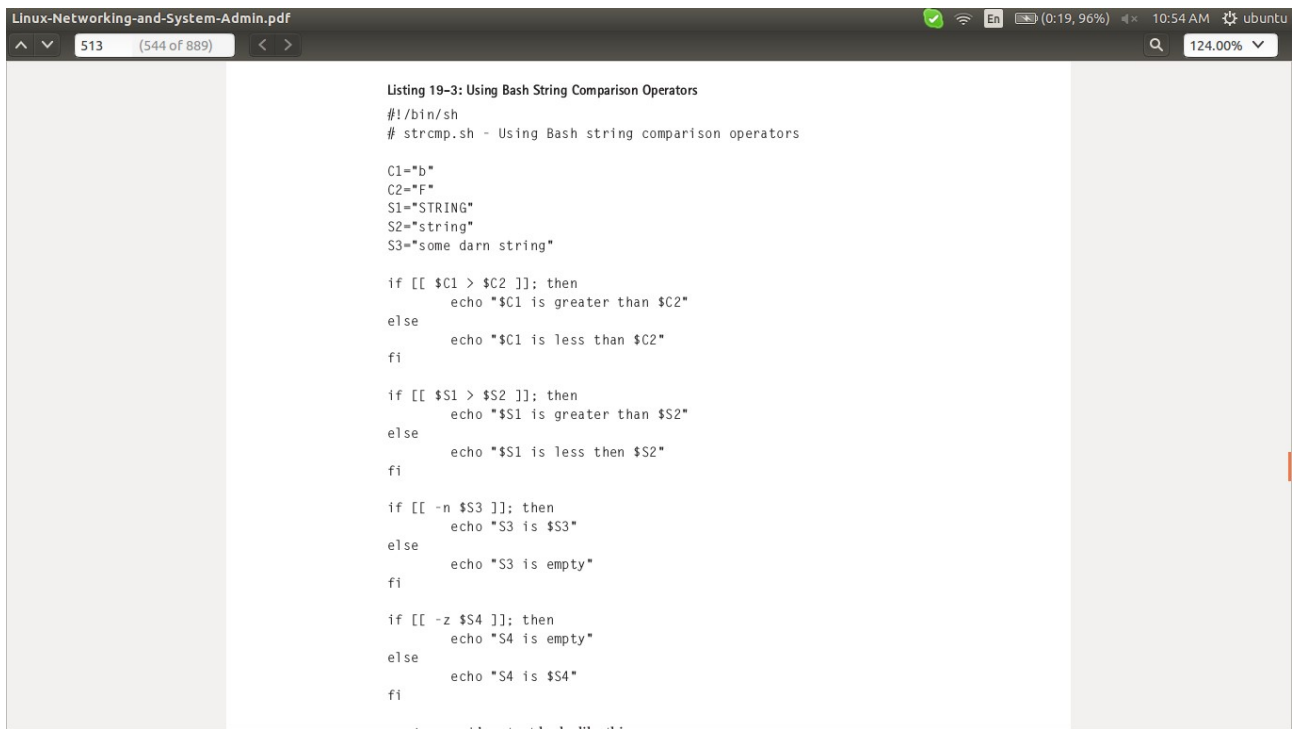 Linux-Networking-and-System-Admin.pdf
En (0:19, 96%) 10:54 AM ubuntu
513 (544 of 889) 124.00%
Listing 19-3: Using Bash String Comparison Operators
#!/bin/sh
# strcmp.sh - Using Bash string comparison operators
C1="b"
C2="F"
S1="STRING"
S2="string"
S3="some darn string"
if [[ $C1 > $C2 ]]; then
echo "$C1 is greater than $C2"
else
echo "$C1 is less than $C2"
fi
if [[ $S1 > $S2 ]]; then
echo "$S1 is greater than $S2"
else
echo "$S1 is less then $S2"
fi
if [[ -n $S3 ]]; then
echo "S3 is $S3"
else
echo "S3 is empty"
fi
if [[ -z $S4 ]]; then
echo "S4 is empty"
else
echo "S4 is $S4"
fi